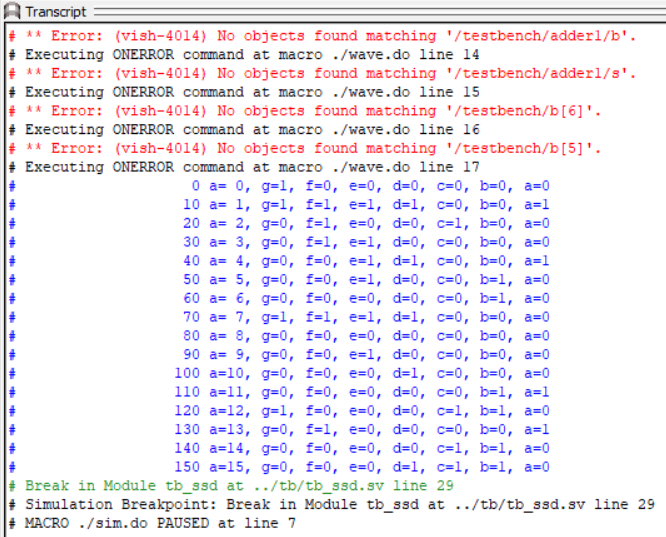 Transcript
# ** Error: (vish-4014) No objects found matching '/testbench/adder1/b'.
# Executing ONERROR command at macro ./wave.do line 14
# ** Error: (vish-4014) No objects found matching '/testbench/adder1/s'.
# Executing ONERROR command at macro ./wave.do line 15
# ** Error: (vish-4014) No objects found matching '/testbench/b[6]'.
# Executing ONERROR command at macro ./wave.do line 16
# ** Error: (vish-4014) No objects found matching '/testbench/b[5]'.
# Executing ONERROR command at macro ./wave.do line 17
# 0 a= 0, g=1, f=0, e=0, d=0, c=0, b=0, a=0
# 10 a= 1, g=1, f=1, e=1, d=1, c=0, b=0, a=1
# 20 a= 2, g=0, f=1, e=0, d=0, c=1, b=0, a=0
# 30 a= 3, g=0, f=1, e=1, d=0, c=0, b=0, a=0
# 40 a= 4, g=0, f=0, e=1, d=1, c=0, b=0, a=1
# 50 a= 5, g=0, f=0, e=1, d=0, c=0, b=1, a=0
# 60 a= 6, g=0, f=0, e=0, d=0, c=0, b=1, a=0
# 70 a= 7, g=1, f=1, e=1, d=1, c=0, b=0, a=0
# 80 a= 8, g=0, f=0, e=0, d=0, c=0, b=0, a=0
# 90 a= 9, g=0, f=0, e=1, d=0, c=0, b=0, a=0
# 100 a=10, g=0, f=0, e=0, d=1, c=0, b=0, a=0
# 110 a=11, g=0, f=0, e=0, d=0, c=0, b=1, a=1
# 120 a=12, g=1, f=0, e=0, d=0, c=1, b=1, a=0
# 130 a=13, g=0, f=1, e=0, d=0, c=0, b=0, a=1
# 140 a=14, g=0, f=0, e=0, d=0, c=1, b=1, a=0
# 150 a=15, g=0, f=0, e=0, d=1, c=1, b=1, a=0
# Break in Module tb_ssd at ../tb/tb_ssd.sv line 29
# Simulation Breakpoint: Break in Module tb_ssd at ../tb/tb_ssd.sv line 29
# MACRO ./sim.do PAUSED at line 7